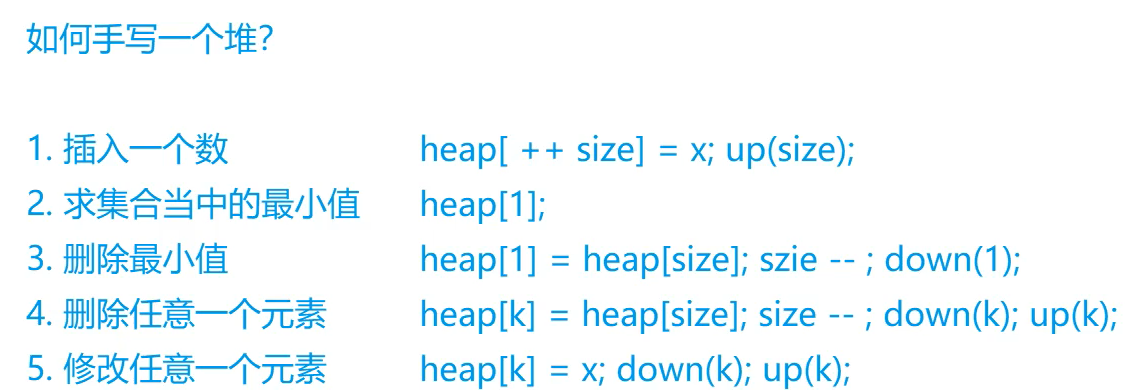 如何手写一个堆？
1. 插入一个数 heap[ ++ size] = x; up(size);
2. 求集合当中的最小值 heap[1];
3. 删除最小值 heap[1] = heap[size]; szie -- ; down(1);
4. 删除任意一个元素 heap[k] = heap[size]; size -- ; down(k); up(k);
5. 修改任意一个元素 heap[k] = x; down(k); up(k);